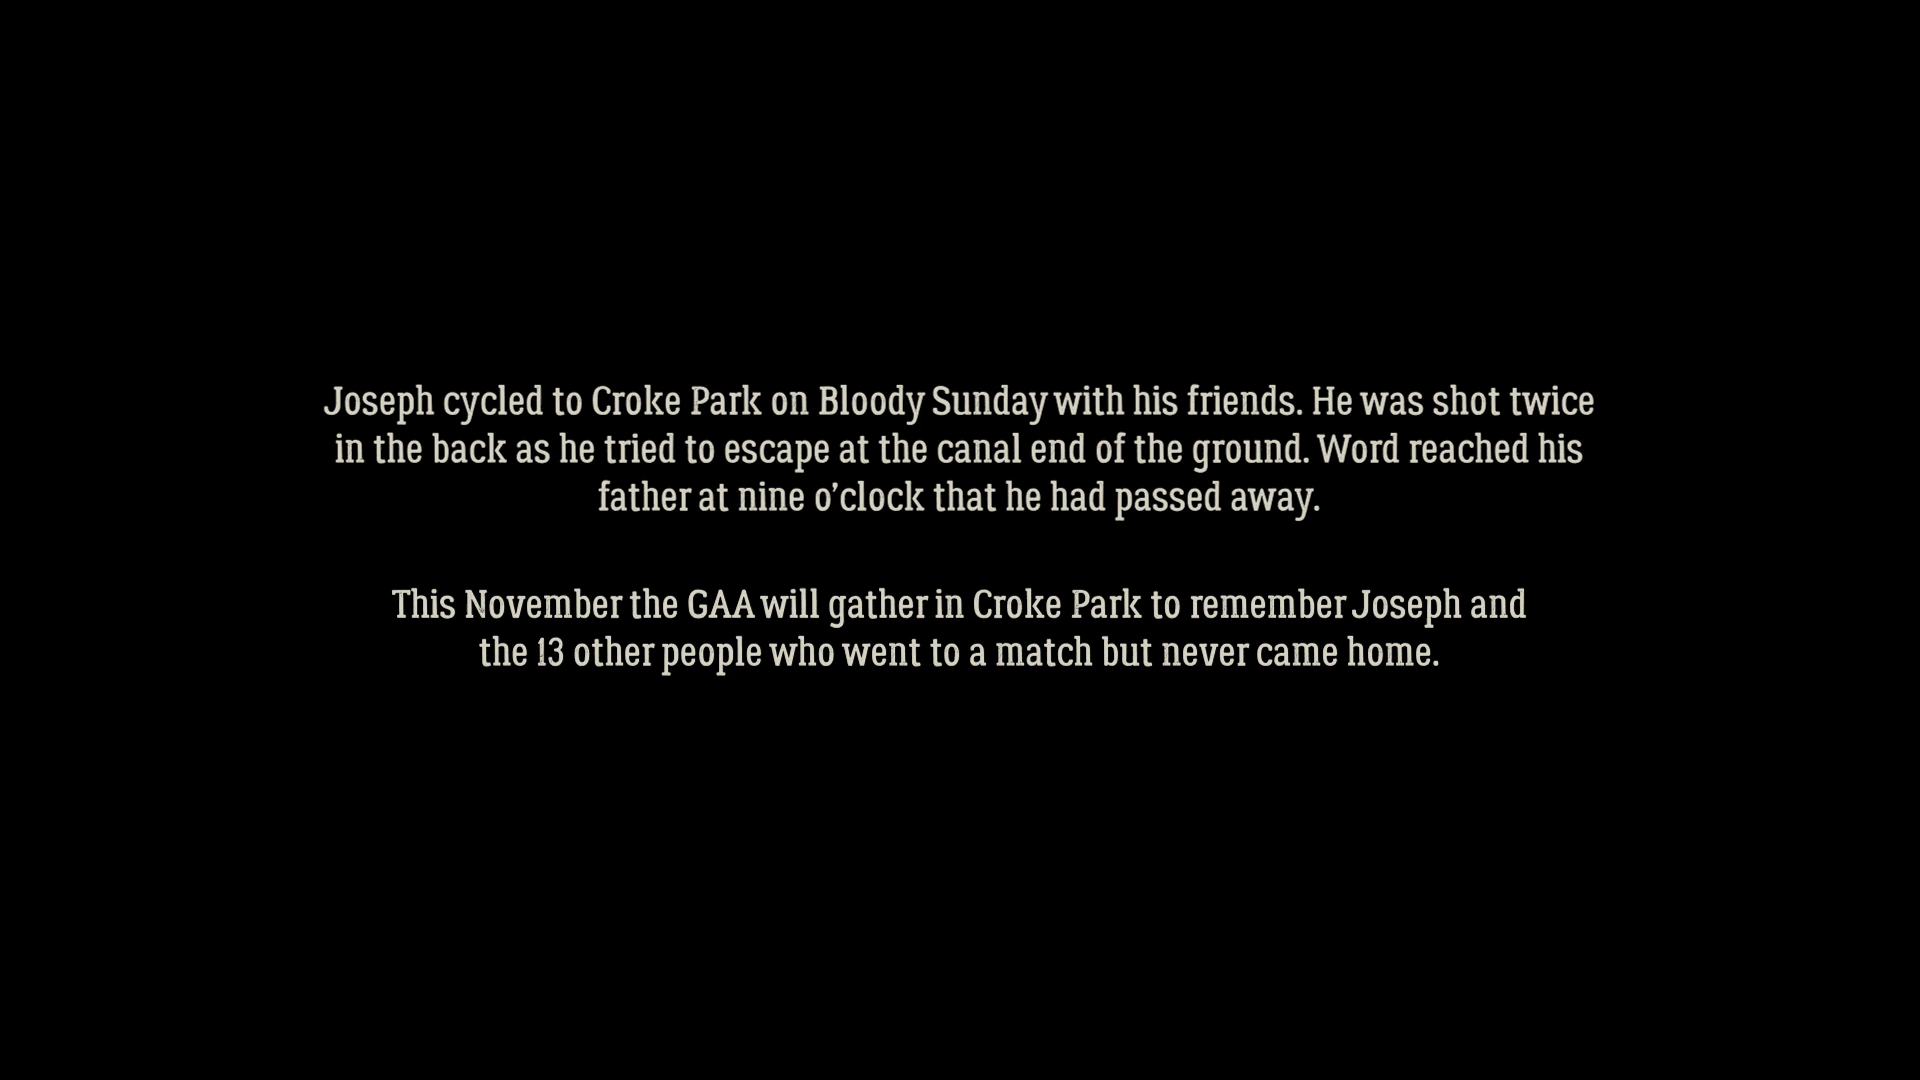 Joseph cycled to Croke Park on Bloody Sunday with his friends. He was shot twice
in the back as he tried to escape at the canal end of the ground. Word reached his
father at nine o’clock that he had passed away.
This November the GAA will gather in Croke Park to remember Joseph and
the 13 other people who went to a match but never came home.